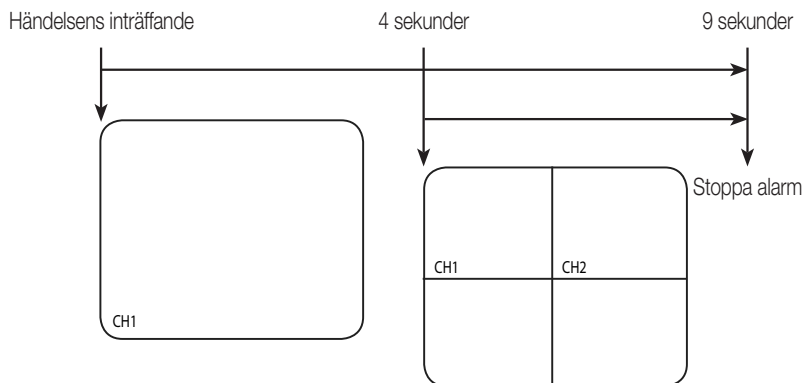 Händelsens inträffande
4 sekunder
9 sekunder
Stoppa alarm
CH1
CH2
CH1